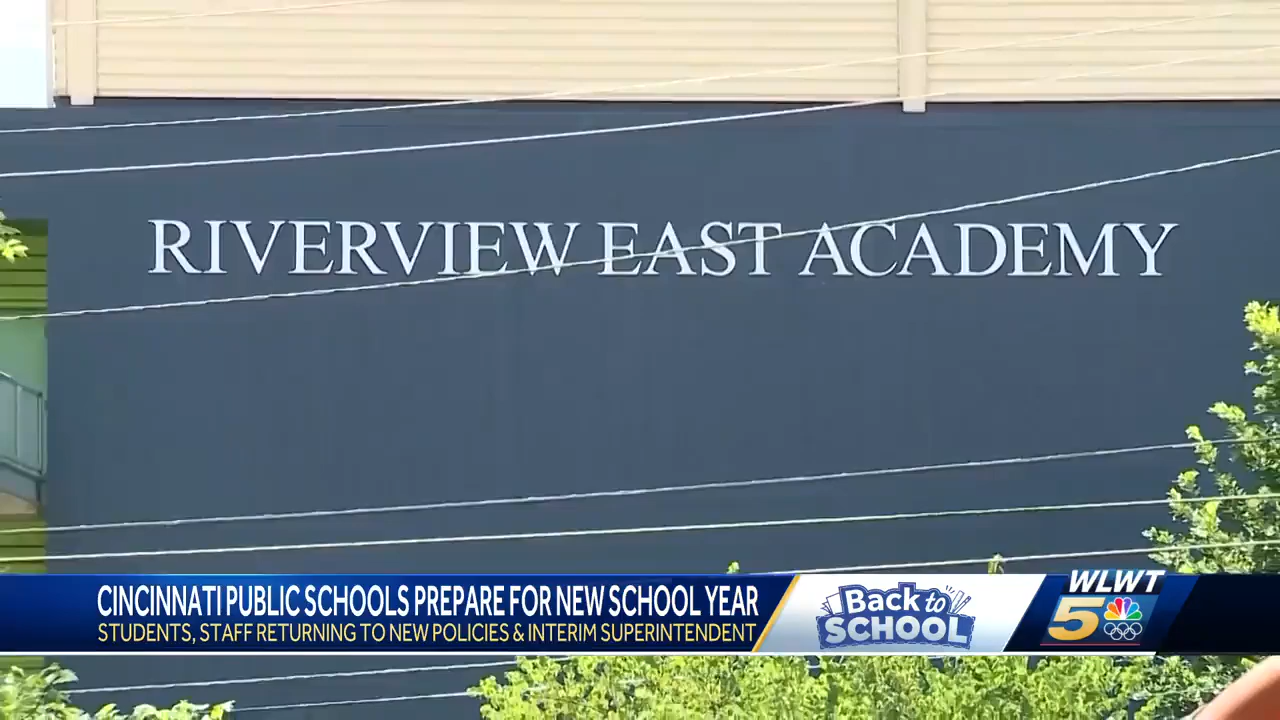 RIVERVIEW EAST ACADEMY
CINCINNATI PUBLIC SCHOOLS PREPARE FOR NEW SCHOOL YEAR
STUDENTS, STAFF RETURNING TO NEW POLICIES & INTERIM SUPERINTENDENT
Back to
SCHOOL
WLWT
5